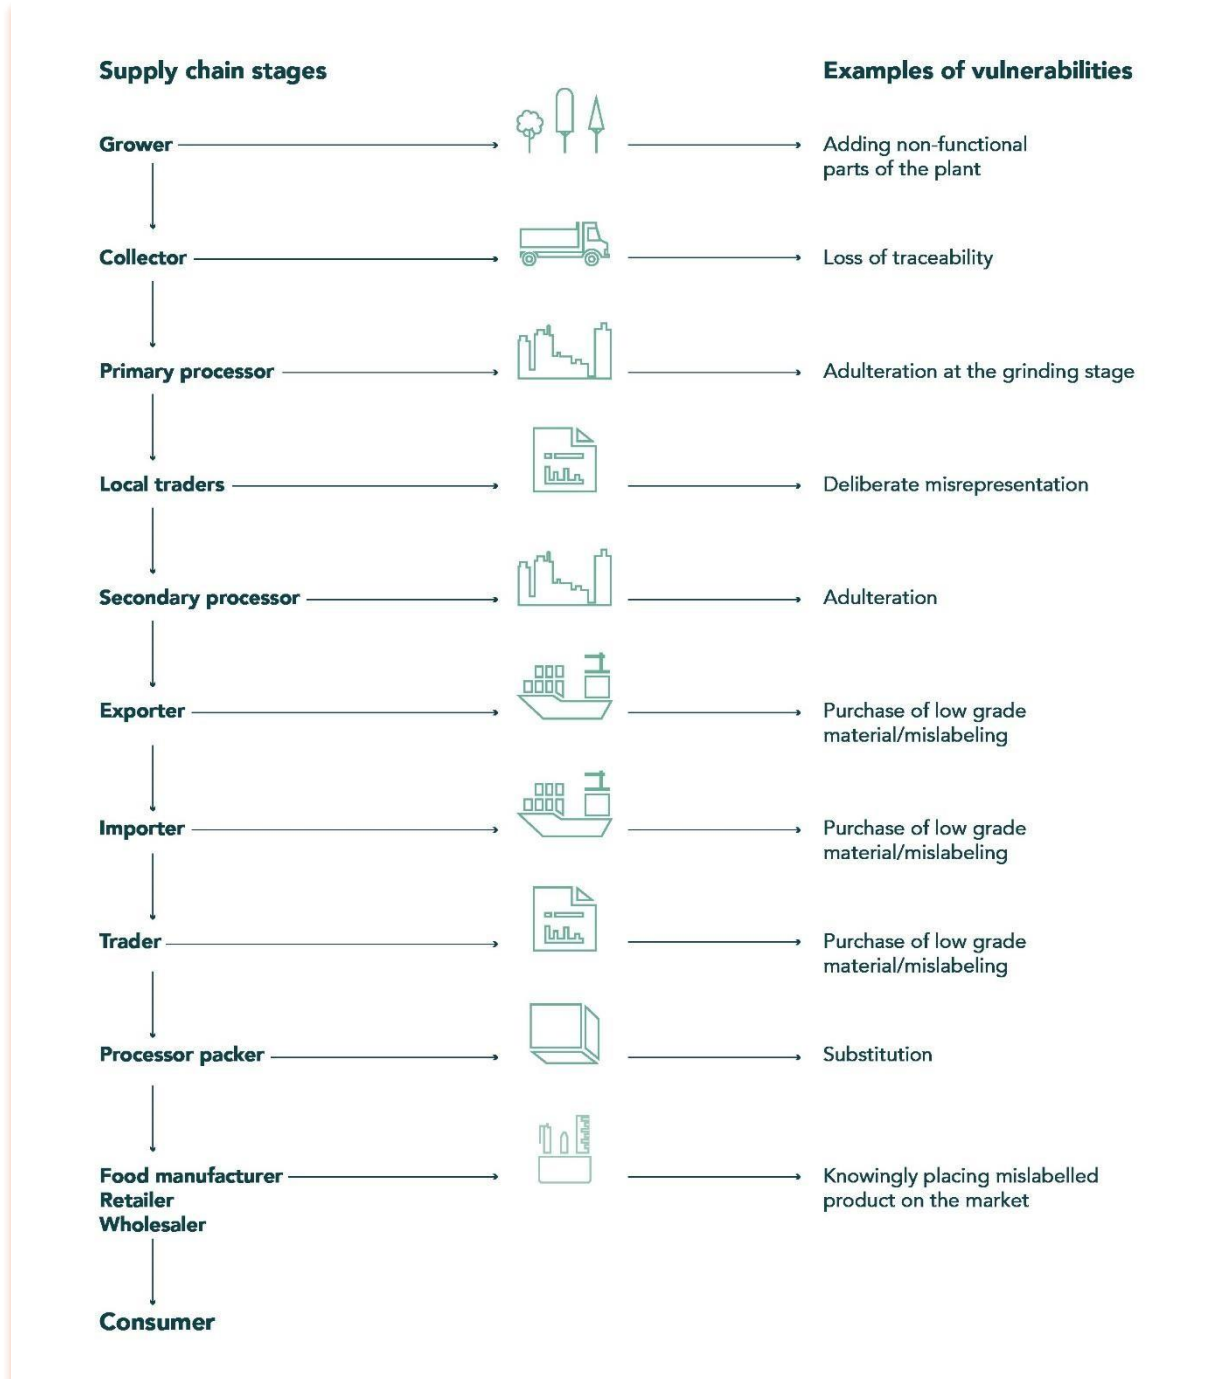 Supply chain stages
Examples of vulnerabilities
Grower
Adding non-functional
parts of the plant
Collector
Loss of traceability
Primary processor
Adulteration at the grinding stage
Local traders
Deliberate misrepresentation
Secondary processor
Adulteration
Exporter
Purchase of low grade
material/mislabeling
Importer
Purchase of low grade
material/mislabeling
Trader
Purchase of low grade
material/mislabeling
Processor packer
Substitution
Food manufacturer
Retailer
Wholesaler
Knowingly placing mislabelled
product on the market
Consumer